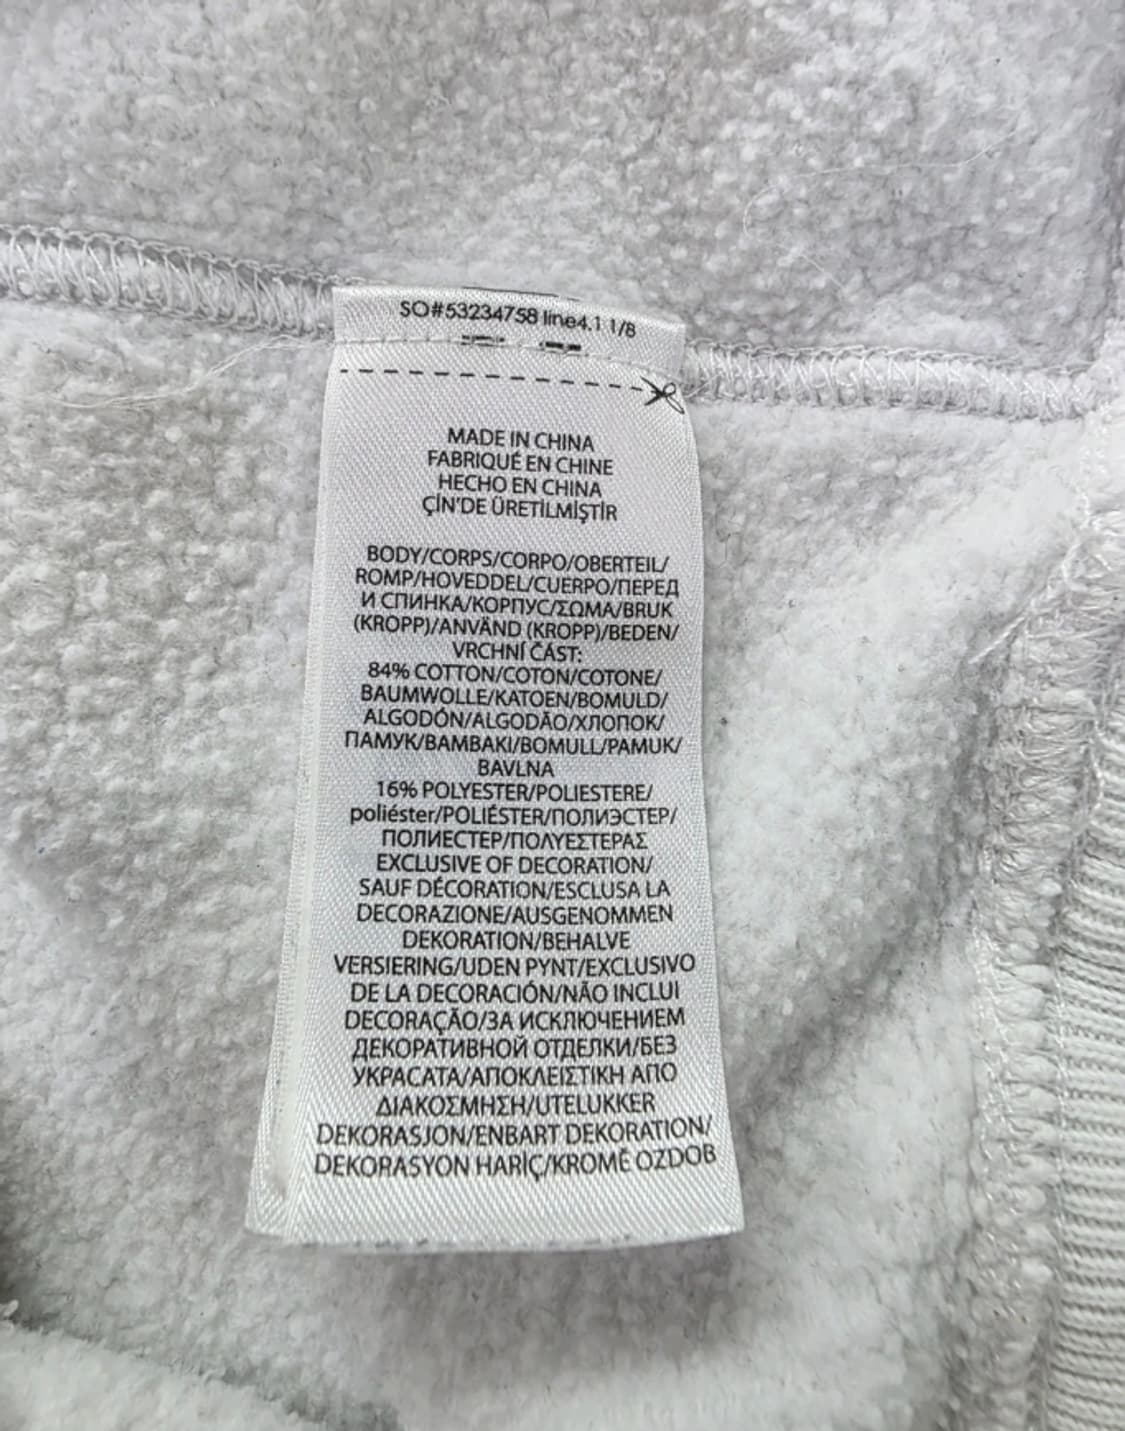 SO#53234758 line4.1 1/8
MADE IN CHINA
FABRIQUÉ EN CHINE
HECHO EN CHINA
ÇİN'DE ÜRETİLMİŞTİR
BODY/CORPS/CORPO/OBERTEIL/
ROMP/HOVEDDEL/CUERPO/ПЕРЕД
И СПИНКА/КОРПУС/ΣΩΜΑ/BRUK
(KROPP)/ANVÄND (KROPP)/BEDEN/
VRCHNÍ ČÁST:
84% COTTON/COTON/COTONE/
BAUMWOLLE/KATOEN/BOMULD/
ALGODÓN/ALGODÃO/ХЛОПОК/
ПАМУК/BAMBAKI/BOMULL/PAMUK/
BAVLNA
16% POLYESTER/POLIESTERE/
poliéster/POLIÉSTER/ПОЛИЭСТЕР/
ПОЛИЕСТЕР/ΠΟΛΥΕΣΤΕΡΑΣ
EXCLUSIVE OF DECORATION/
SAUF DÉCORATION/ESCLUSA LA
DECORAZIONE/AUSGENOMMEN
DEKORATION/BEHALVE
VERSIERING/UDEN PYNT/EXCLUSIVO
DE LA DECORACIÓN/NÃO INCLUI
DECORAÇÃO/ЗА ИСКЛЮЧЕНИЕМ
ДЕКОРАТИВНОЙ ОТДЕЛКИ/БЕЗ
УКРАСАТА/ΑΠΟΚΛΕΙΣΤΙΚΗ ΑΠΟ
ΔΙΑΚΟΣΜΗΣΗ/UTELUKKER
DEKORASJON/ENBART DEKORATION/
DEKORASYON HARİÇ/KROMĚ OZDOB